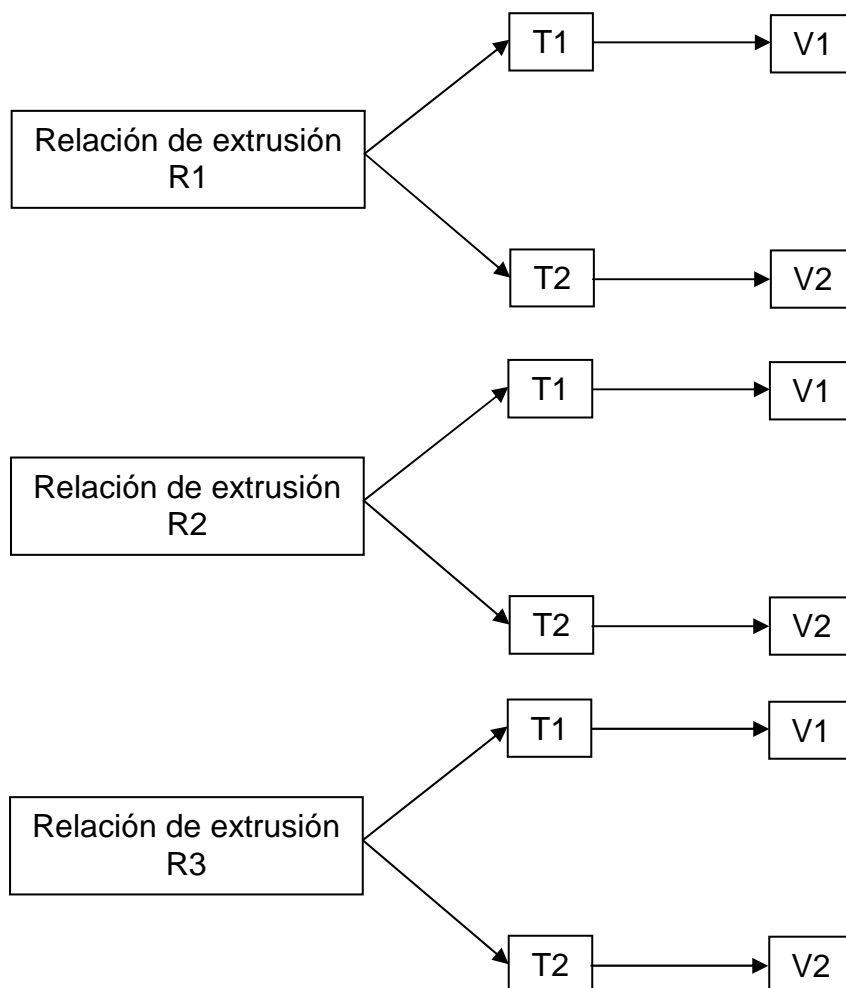 T1
V1
Relación de extrusión
R1
T2
V2
T1
V1
Relación de extrusión
R2
T2
V2
T1
V1
Relación de extrusión
R3
T2
V2